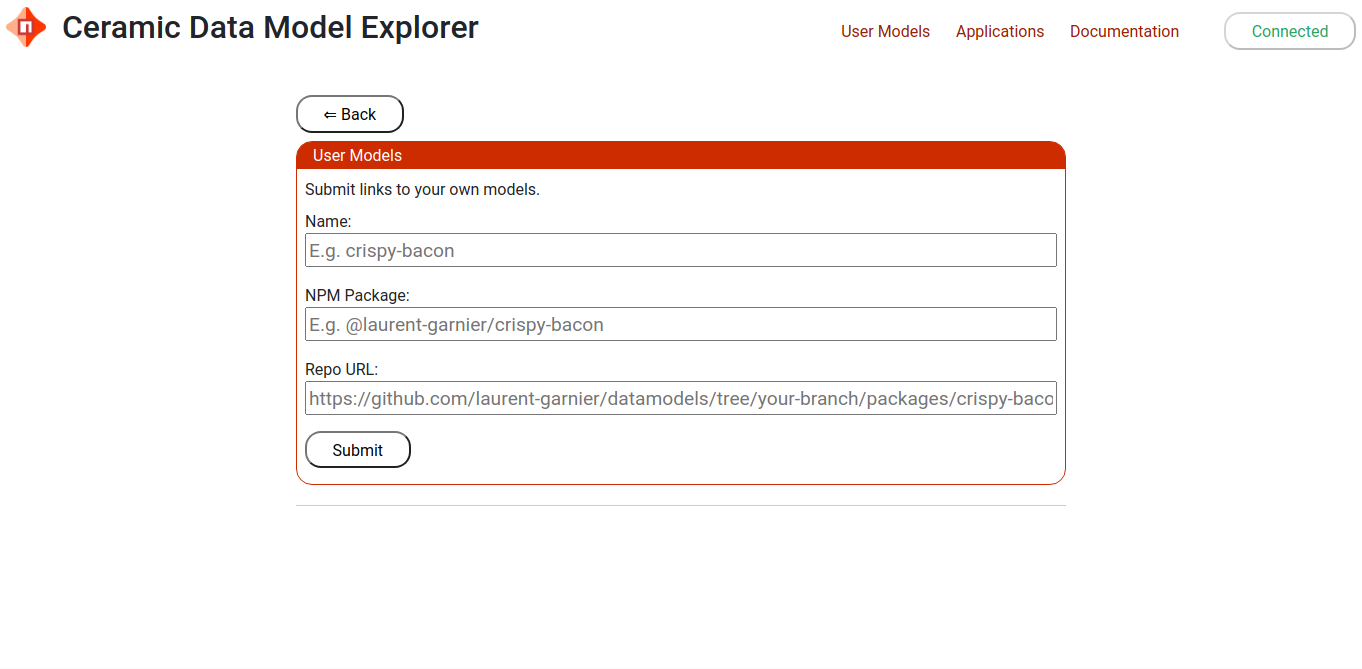 Ceramic Data Model Explorer
User Models
Applications
Documentation
Connected
⇐ Back
User Models
Submit links to your own models.
Name:
E.g. crispy-bacon
NPM Package:
E.g. @laurent-garnier/crispy-bacon
Repo URL:
https://github.com/laurent-garnier/datamodels/tree/your-branch/packages/crispy-baco
Submit